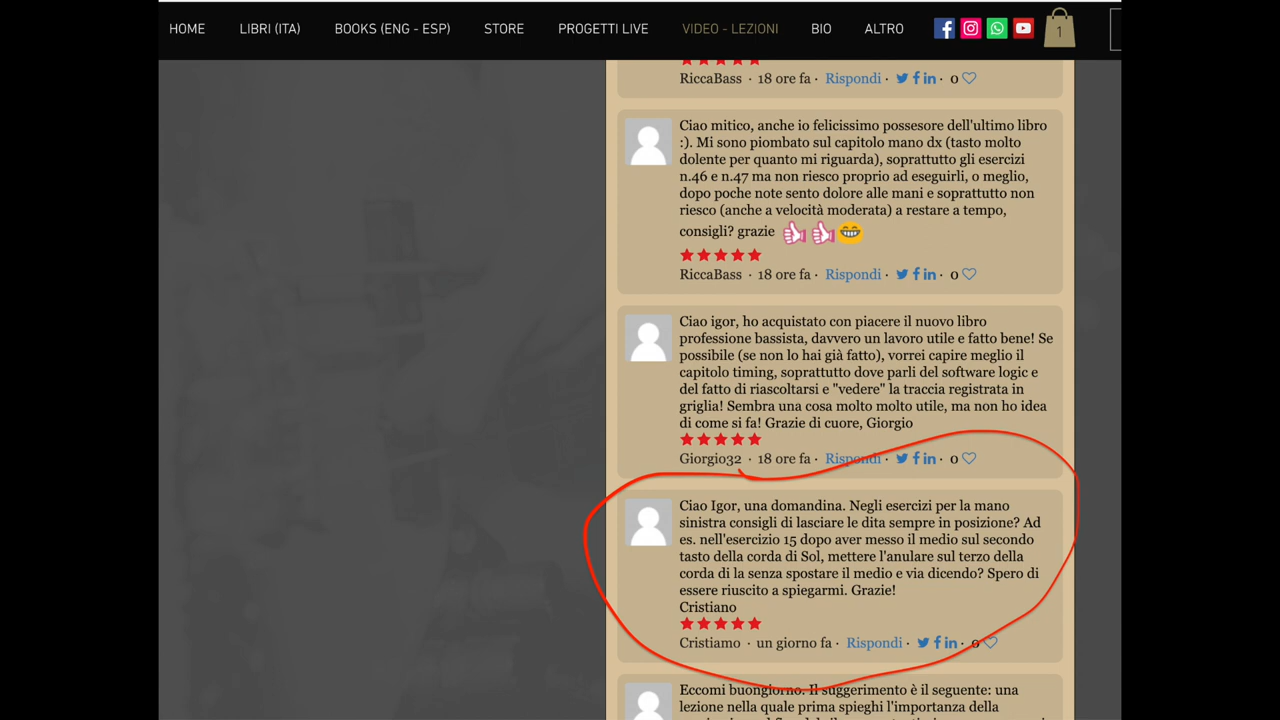 HOME LIBRI (ITA) BOOKS (ENG - ESP) STORE PROGETTI LIVE VIDEO - LEZIONI BIO ALTRO 1
RiccaBass · 18 ore fa · Rispondi · 0
Ciao mitico, anche io felicissimo possesore dell'ultimo libro
:). Mi sono piombato sul capitolo mano dx (tasto molto
dolente per quanto mi riguarda), soprattutto gli esercizi
n.46 e n.47 ma non riesco proprio ad eseguirli, o meglio,
dopo poche note sento dolore alle mani e soprattutto non
riesco (anche a velocità moderata) a restare a tempo,
consigli? grazie
RiccaBass · 18 ore fa · Rispondi · 0
Ciao igor, ho acquistato con piacere il nuovo libro
professione bassista, davvero un lavoro utile e fatto bene! Se
possibile (se non lo hai già fatto), vorrei capire meglio il
capitolo timing, soprattutto dove parli del software logic e
del fatto di riascoltarsi e "vedere" la traccia registrata in
griglia! Sembra una cosa molto molto utile, ma non ho idea
di come si fa! Grazie di cuore, Giorgio
Giorgio32 · 18 ore fa · Rispondi · 0
Ciao Igor, una domandina. Negli esercizi per la mano
sinistra consigli di lasciare le dita sempre in posizione? Ad
es. nell'esercizio 15 dopo aver messo il medio sul secondo
tasto della corda di Sol, mettere l'anulare sul terzo della
corda di la senza spostare il medio e via dicendo? Spero di
essere riuscito a spiegarmi. Grazie!
Cristiano
Cristiamo · un giorno fa · Rispondi · 0
Eccomi buongiorno. Il suggerimento è il seguente: una
lezione nella quale prima spieghi l'importanza della